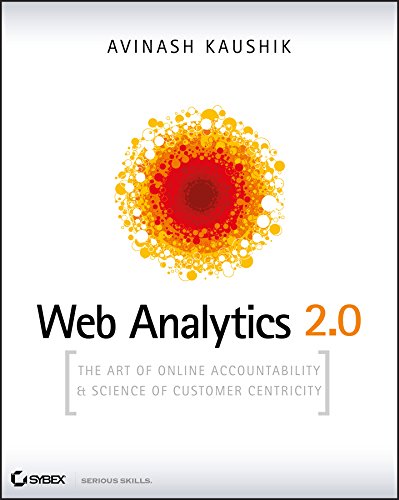 AVINASH KAUSHIK
Web Analytics 2.0
[THE ART OF ONLINE ACCOUNTABILITY
& SCIENCE OF CUSTOMER CENTRICITY]
SYBEX SERIOUS SKILLS.